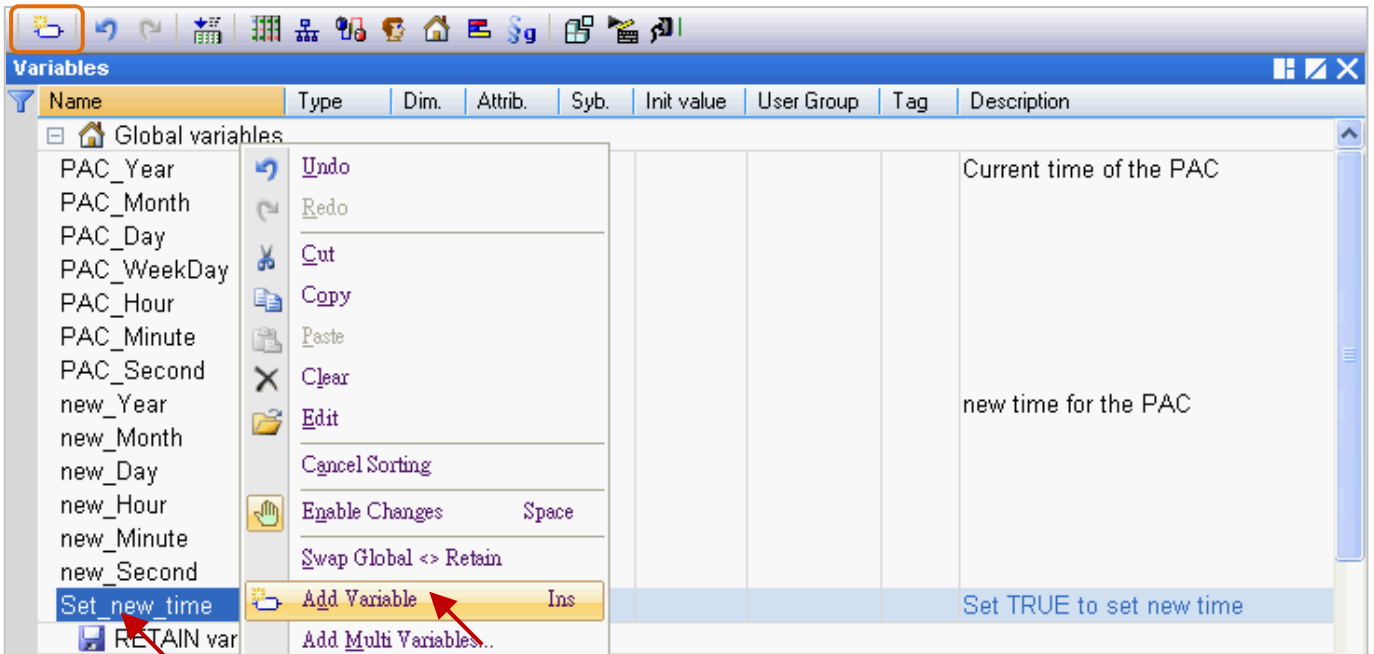 Variables
Name Type Dim. Attrib. Syb. Init value User Group Tag Description
Global variables
PAC_Year Current time of the PAC
PAC_Month
PAC_Day
PAC_WeekDay
PAC_Hour
PAC_Minute
PAC_Second
new_Year new time for the PAC
new_Month
new_Day
new_Hour
new_Minute
new_Second
Set_new_time Set TRUE to set new time
RETAIN var
Undo
Redo
Cut
Copy
Paste
Clear
Edit
Cancel Sorting
Enable Changes Space
Swap Global <> Retain
Add Variable Ins
Add Multi Variables...